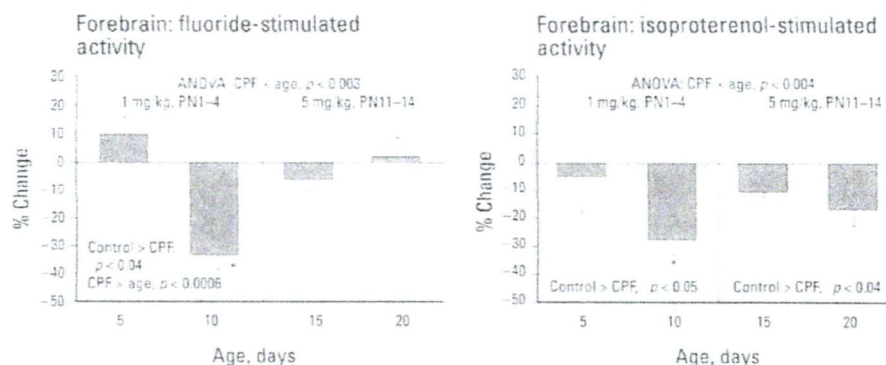 Forebrain: fluoride-stimulated
activity
ANOVA: CPF × age, p < 0.003
1 mg/kg, PN1–4 5 mg/kg, PN11–14
30
20
10
0
−10
−20
−30
−40
−50
% Change
Control > CPF,
p < 0.04
CPF × age, p < 0.0006
*
5 10 15 20
Age, days
Forebrain: isoproterenol-stimulated
activity
ANOVA: CPF × age, p < 0.004
1 mg/kg, PN1–4 5 mg/kg, PN11–14
30
20
10
0
−10
−20
−30
−40
−50
% Change
*
Control > CPF, p < 0.05 Control > CPF, p < 0.04
5 10 15 20
Age, days